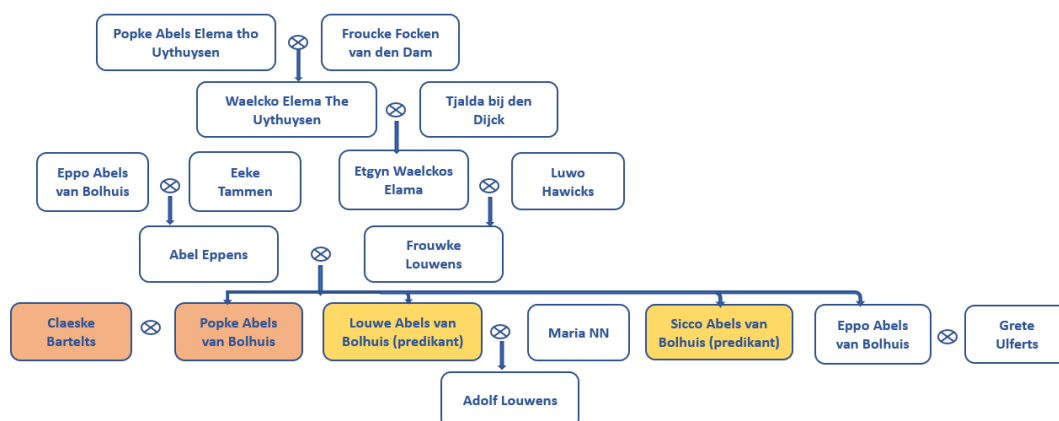 Popke Abels Elema tho
Uythuysen
Froucke Focken
van den Dam
Waelcko Elema The
Uythuysen
Tjalda bij den
Dijck
Eppo Abels
van Bolhuis
Eeke
Tammen
Etgyn Waelckos
Elama
Luwo
Hawicks
Abel Eppens
Frouwke
Louwens
Claeske
Bartelts
Popke Abels
van Bolhuis
Louwe Abels van
Bolhuis (predikant)
Maria NN
Sicco Abels van
Bolhuis (predikant)
Eppo Abels
van Bolhuis
Grete
Ulferts
Adolf Louwens